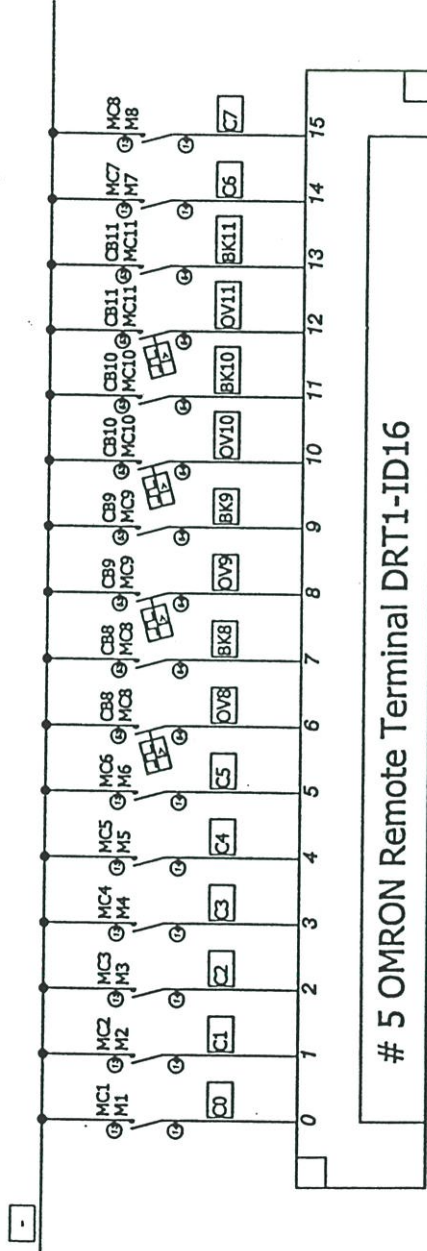 -
MC1 MC2 MC3 MC4 MC5 MC6 CB8 CB8 CB9 CB9 CB10 CB10 CB11 CB11 MC7 MC8
M1 M2 M3 M4 M5 M6 MC8 MC8 MC9 MC9 MC10 MC10 MC11 MC11 M7 M8
C0 C1 C2 C3 C4 C5 OV8 BK8 OV9 BK9 OV10 BK10 OV11 BK11 C6 C7
0 1 2 3 4 5 6 7 8 9 10 11 12 13 14 15
# 5 OMRON Remote Terminal DRT1-ID16